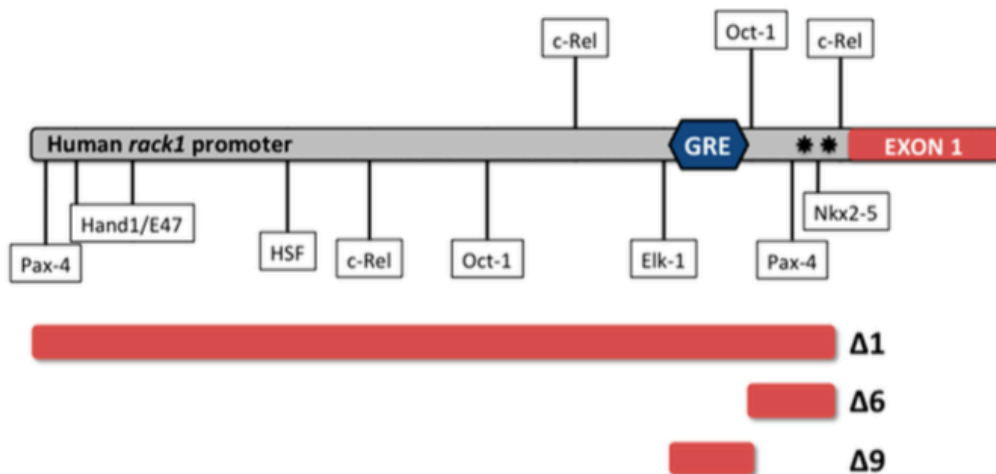 c-Rel
Oct-1
c-Rel
Human rack1 promoter
GRE
EXON 1
Hand1/E47
Nkx2-5
Pax-4
HSF
c-Rel
Oct-1
Elk-1
Pax-4
Δ1
Δ6
Δ9